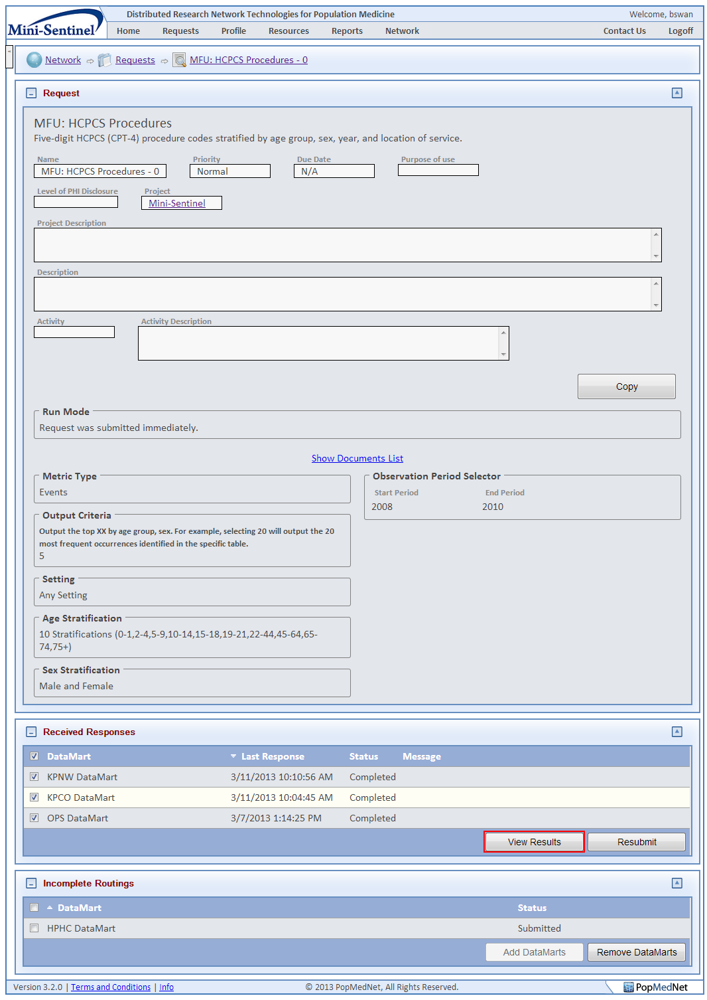 Mini-Sentinel
Distributed Research Network Technologies for Population Medicine
Welcome, bswan
Home Requests Profile Resources Reports Network Contact Us Logoff
Network Requests MFU: HCPCS Procedures - 0
Request
MFU: HCPCS Procedures
Five-digit HCPCS (CPT-4) procedure codes stratified by age group, sex, year, and location of service.
Name Priority Due Date Purpose of use
MFU: HCPCS Procedures - 0 Normal N/A
Level of PHI Disclosure Project
Mini-Sentinel
Project Description
Description
Activity Activity Description
Copy
Run Mode
Request was submitted immediately.
Show Documents List
Metric Type
Events
Observation Period Selector
Start Period End Period
2008 2010
Output Criteria
Output the top XX by age group, sex. For example, selecting 20 will output the 20
most frequent occurrences identified in the specific table.
5
Setting
Any Setting
Age Stratification
10 Stratifications (0-1,2-4,5-9,10-14,15-18,19-21,22-44,45-64,65-
74,75+)
Sex Stratification
Male and Female
Received Responses
DataMart Last Response Status Message
KPNW DataMart 3/11/2013 10:10:56 AM Completed
KPCO DataMart 3/11/2013 10:04:45 AM Completed
OPS DataMart 3/7/2013 1:14:25 PM Completed
View Results Resubmit
Incomplete Routings
DataMart Status
HPHC DataMart Submitted
Add DataMarts Remove DataMarts
Version 3.2.0 | Terms and Conditions | Info © 2013 PopMedNet, All Rights Reserved. PopMedNet